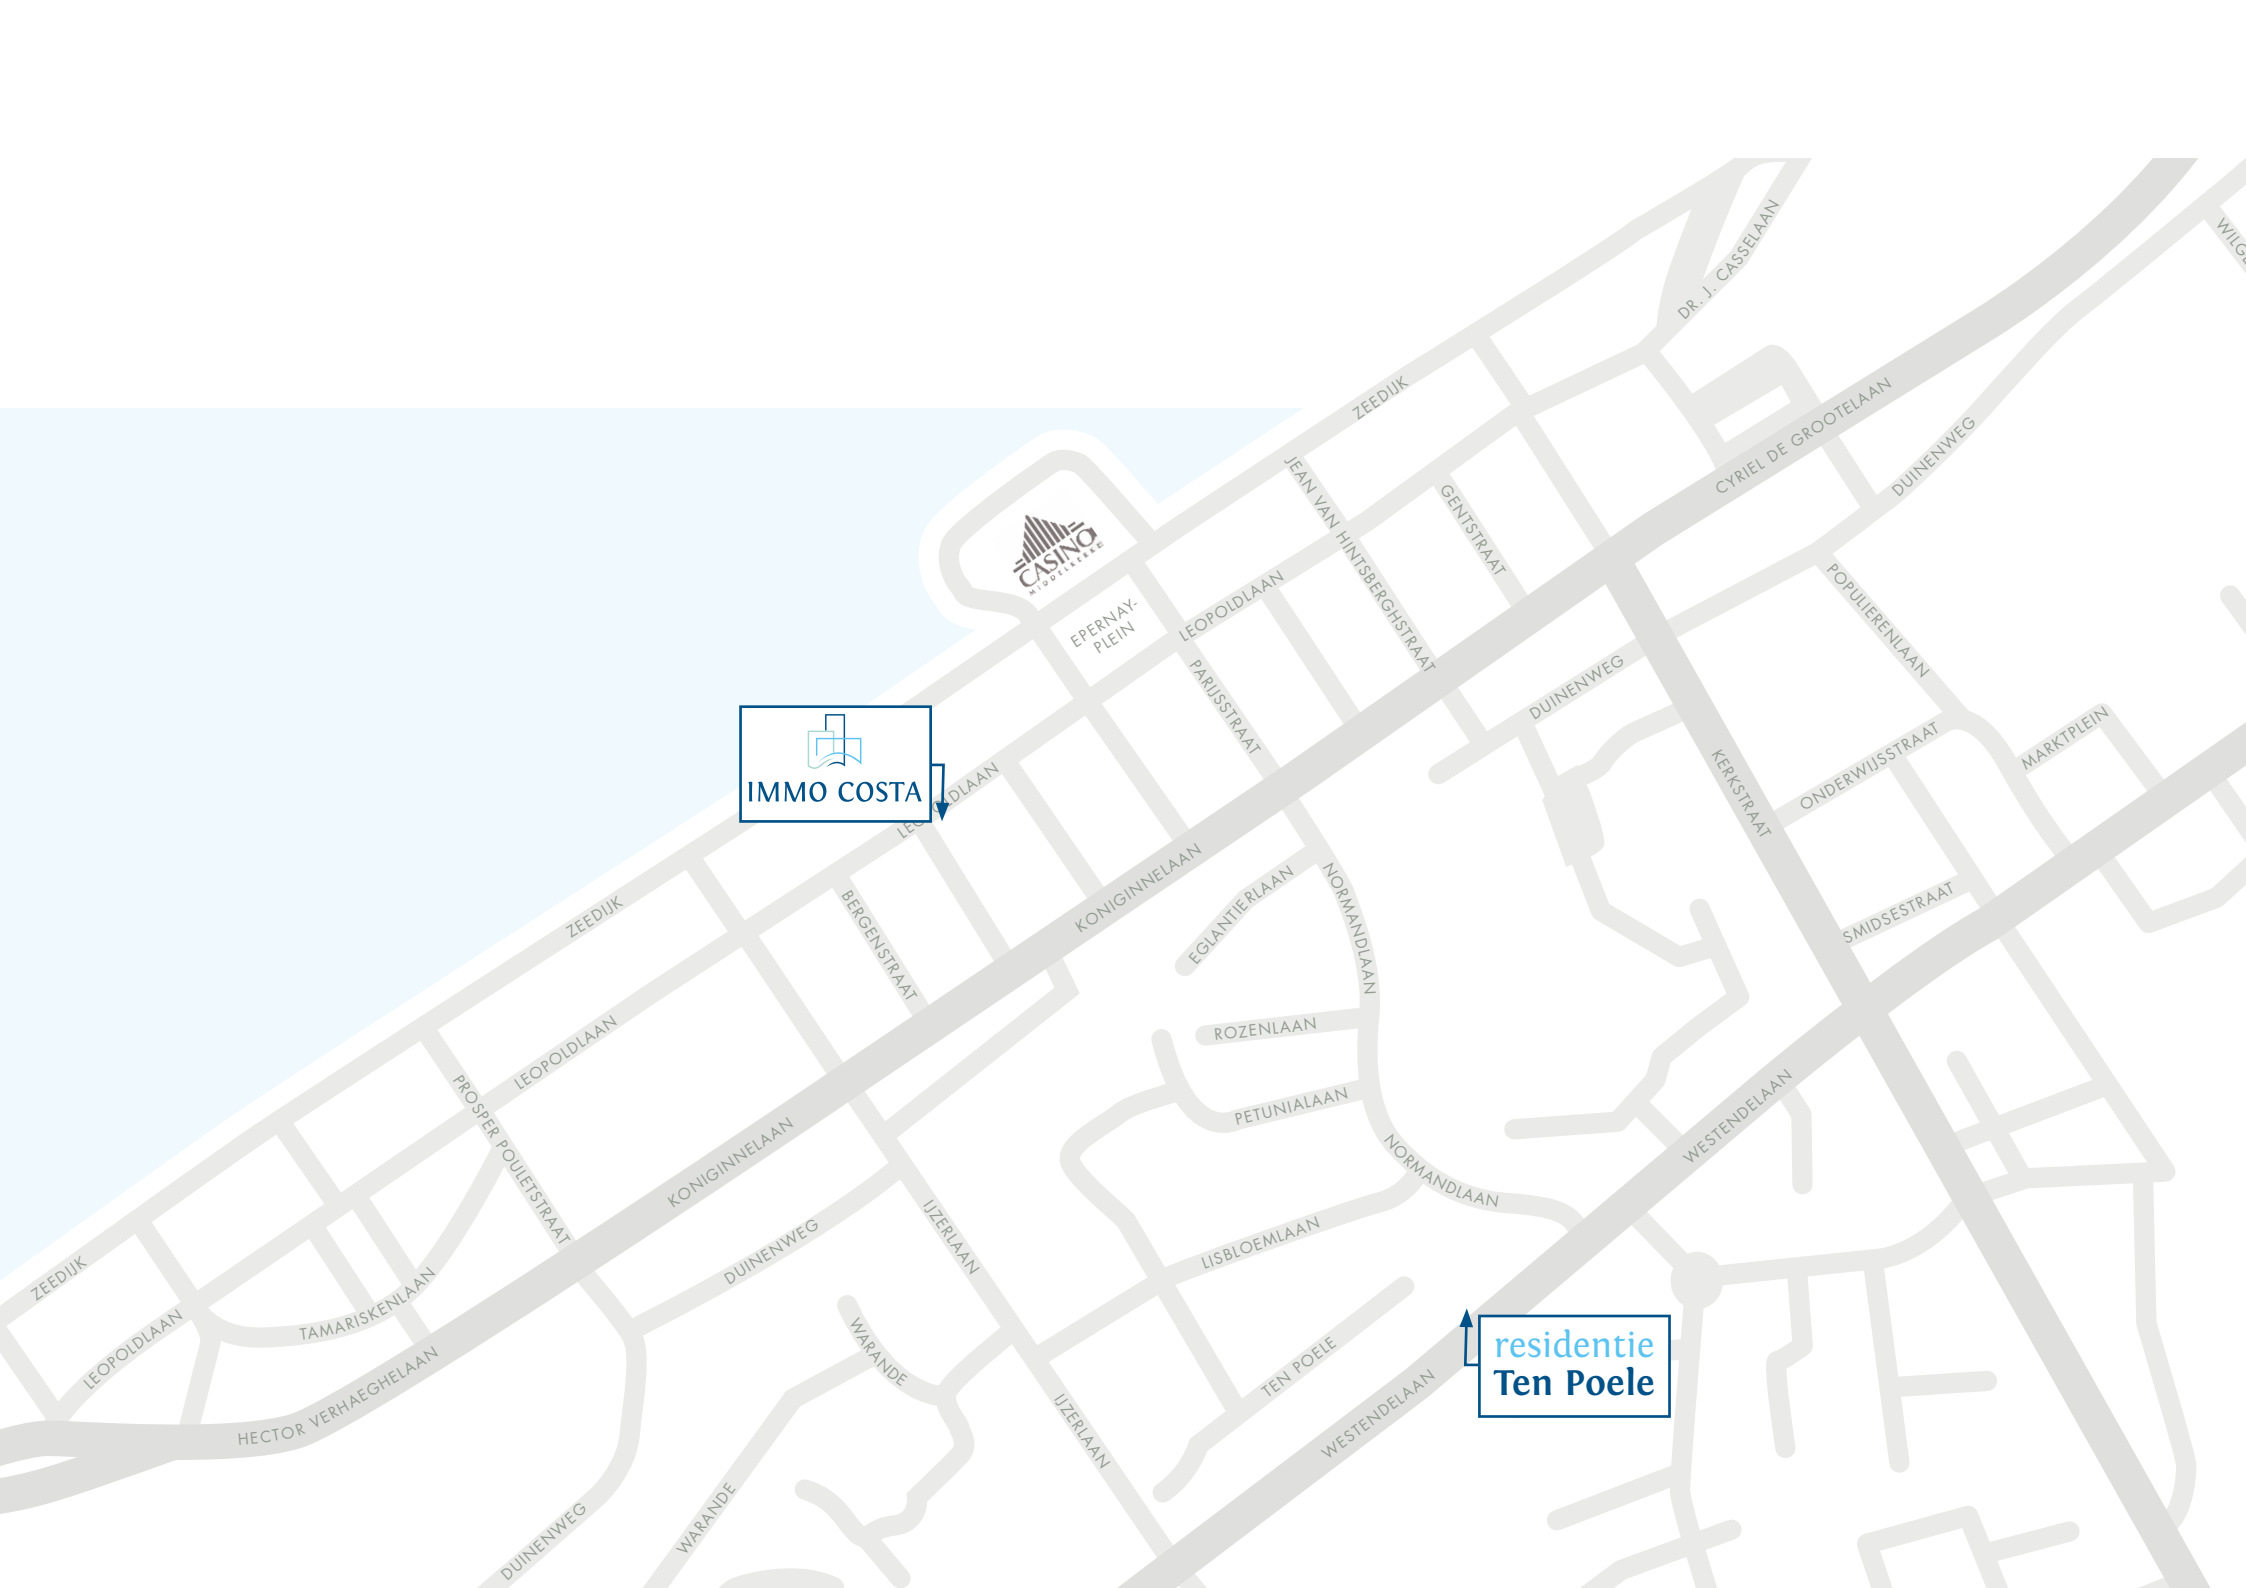 DR. J. CASSELAAN
ZEEDIJK
CYRIEL DE GROOTELAAN
DUINENWEG
JEAN VAN HINTSBERGHSTRAAT
GENTSTRAAT
CASINO
MIDDELKERKE
EPERNAY-
PLEIN
LEOPOLDLAAN
POPULIERENLAAN
PARIJSSTRAAT
DUINENWEG
IMMO COSTA
KERKSTRAAT
ONDERWIJSSTRAAT
MARKTPLEIN
ZEEDIJK
BERGENSTRAAT
KONIGINNELAAN
EGLANTIERLAAN
NORMANDLAAN
SMIDSESTRAAT
LEOPOLDLAAN
ROZENLAAN
PROSPER POULETSTRAAT
PETUNIALAAN
WESTENDELAAN
KONIGINNELAAN
NORMANDLAAN
ZEEDIJK
DUINENWEG
IJZERLAAN
LISBLOEMLAAN
LEOPOLDLAAN
TAMARISKENLAAN
WARANDE
TEN POELE
residentie
Ten Poele
HECTOR VERHAEGHELAAN
WESTENDELAAN
IJZERLAAN
DUINENWEG
WARANDE